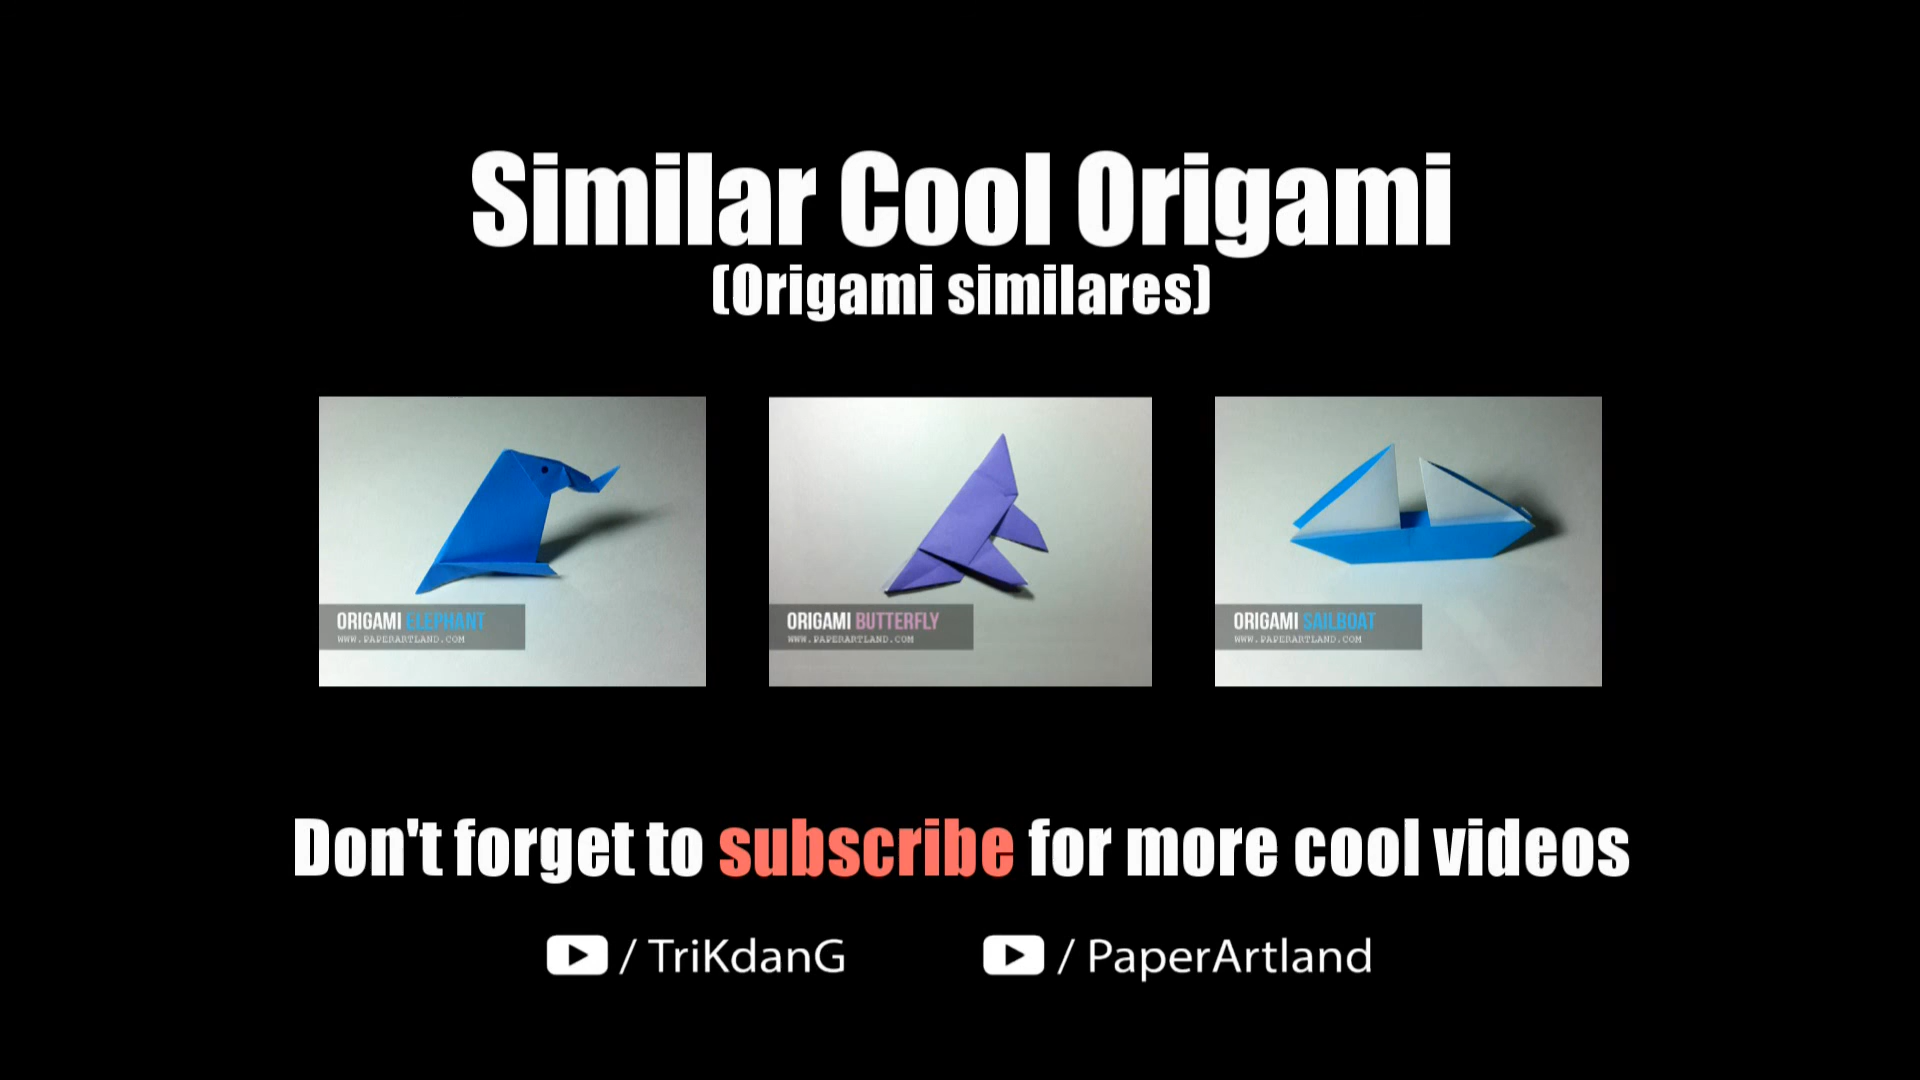 Similar Cool Origami
(Origami similares)
ORIGAMI ELEPHANT
WWW.PAPERARTLAND.COM
ORIGAMI BUTTERFLY
WWW.PAPERARTLAND.COM
ORIGAMI SAILBOAT
WWW.PAPERARTLAND.COM
Don't forget to subscribe for more cool videos
/ TriKdanG
/ PaperArtland